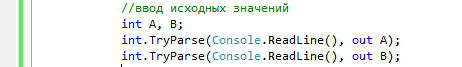 //ввод исходных значений
int A, B;
int.TryParse(Console.ReadLine(), out A);
int.TryParse(Console.ReadLine(), out B);